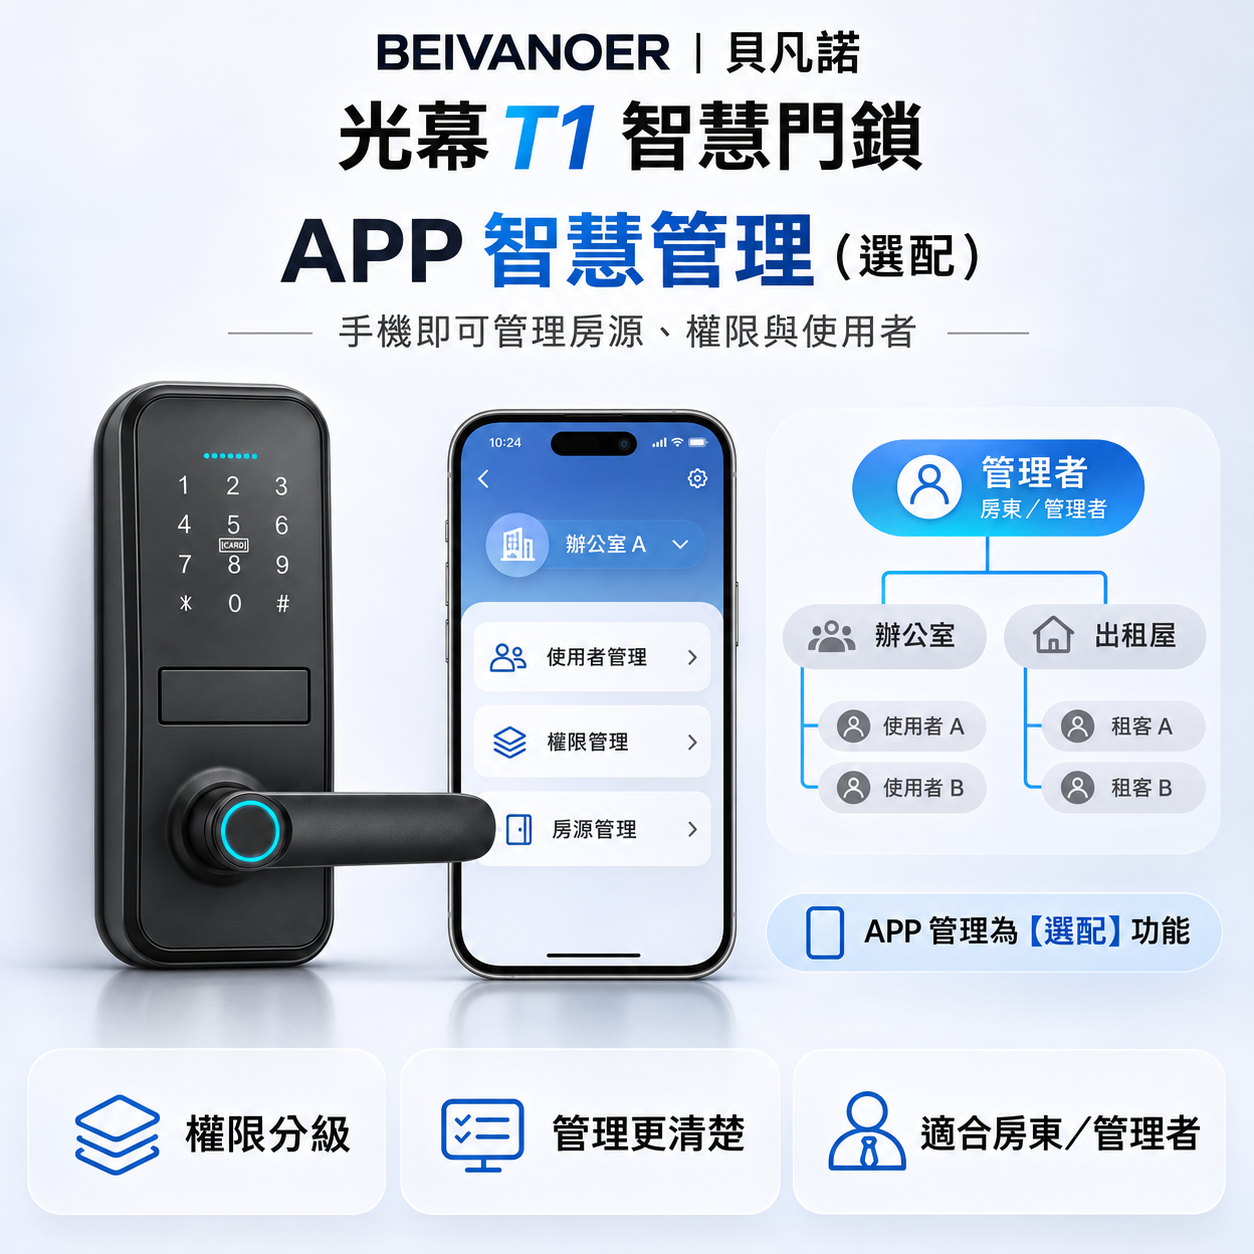 BEIVANOER | 貝凡諾
光幕 T1 智慧門鎖
APP 智慧管理 (選配)
手機即可管理房源、權限與使用者
1 2 3
4 5 6
[CARD]
7 8 9
* 0 #
10:24
辦公室 A
使用者管理
權限管理
房源管理
管理者
房東／管理者
辦公室
出租屋
使用者 A
租客 A
使用者 B
租客 B
APP 管理為【選配】功能
權限分級
管理更清楚
適合房東／管理者